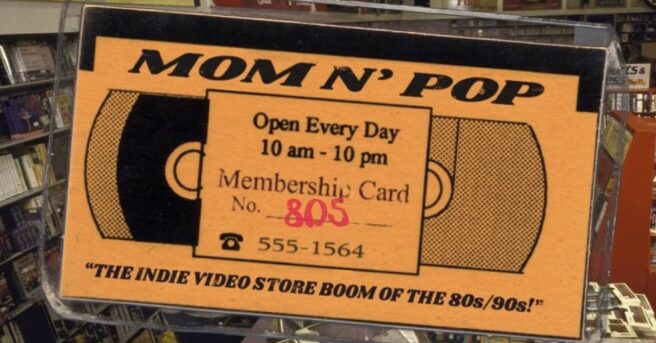 MOM N' POP
Open Every Day
10 am - 10 pm
Membership Card
No. 805
☎ 555-1564
"THE INDIE VIDEO STORE BOOM OF THE 80s/90s!"